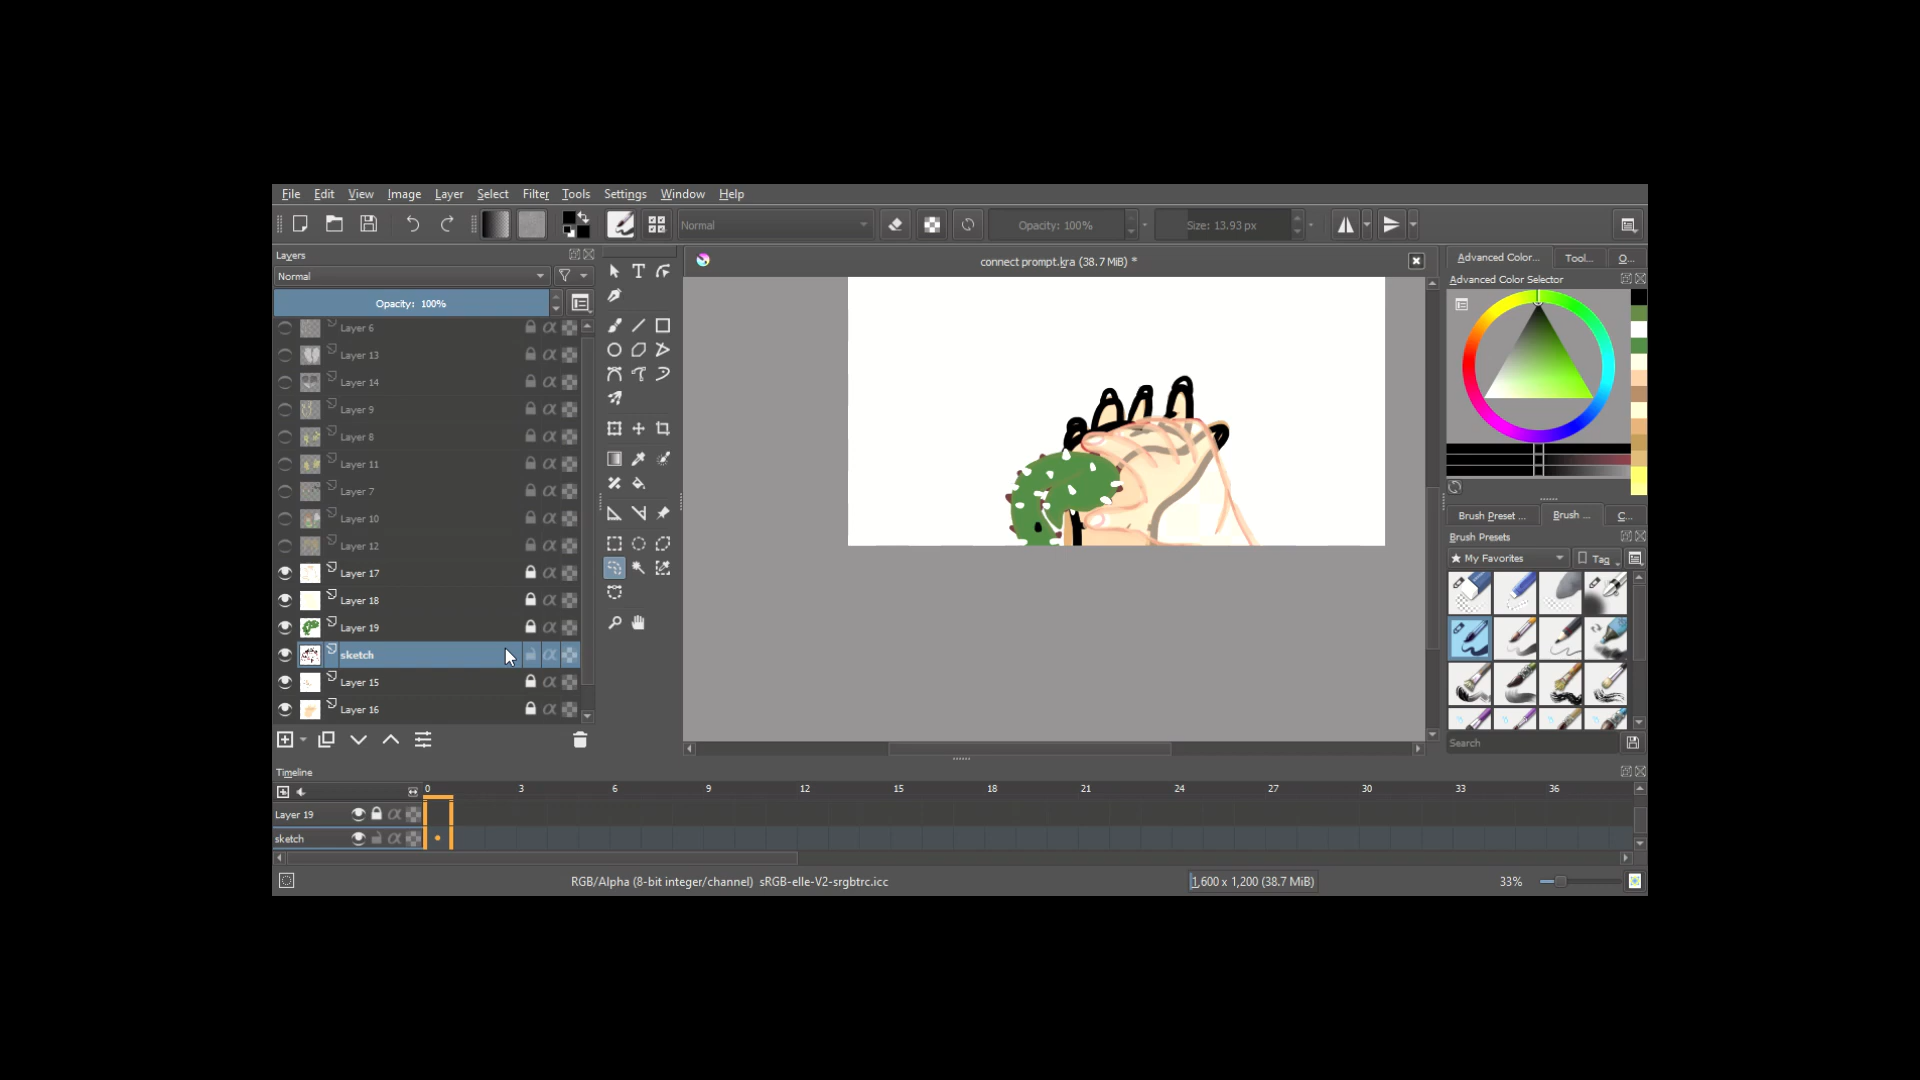 File Edit View Image Layer Select Filter Tools Settings Window Help
Normal
Opacity: 100%
Size: 13.93 px
Layers
Normal
Opacity: 100%
Layer 6
Layer 13
Layer 14
Layer 9
Layer 8
Layer 11
Layer 7
Layer 10
Layer 12
Layer 17
Layer 18
Layer 19
sketch
Layer 15
Layer 16
connect prompt.kra (38.7 MiB) *
Advanced Color... Tool... O...
Advanced Color Selector
Brush Preset ... Brush ... C...
Brush Presets
★ My Favorites Tag
Search
Timeline
0 3 6 9 12 15 18 21 24 27 30 33 36
Layer 19
sketch
RGB/Alpha (8-bit integer/channel) sRGB-elle-V2-srgbtrc.icc
1,600 x 1,200 (38.7 MiB)
33%